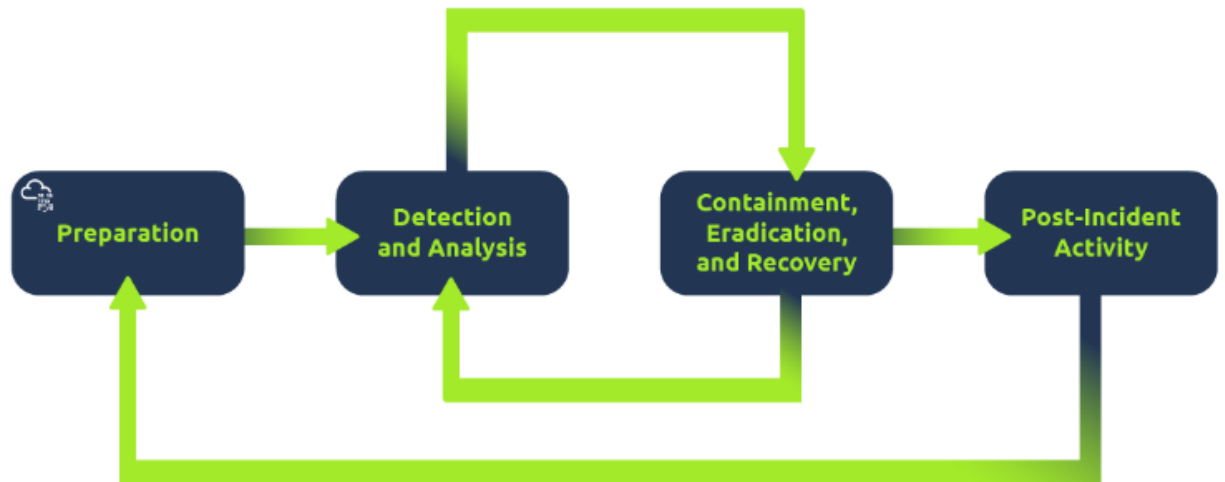 Preparation
Detection
and Analysis
Containment,
Eradication,
and Recovery
Post-Incident
Activity